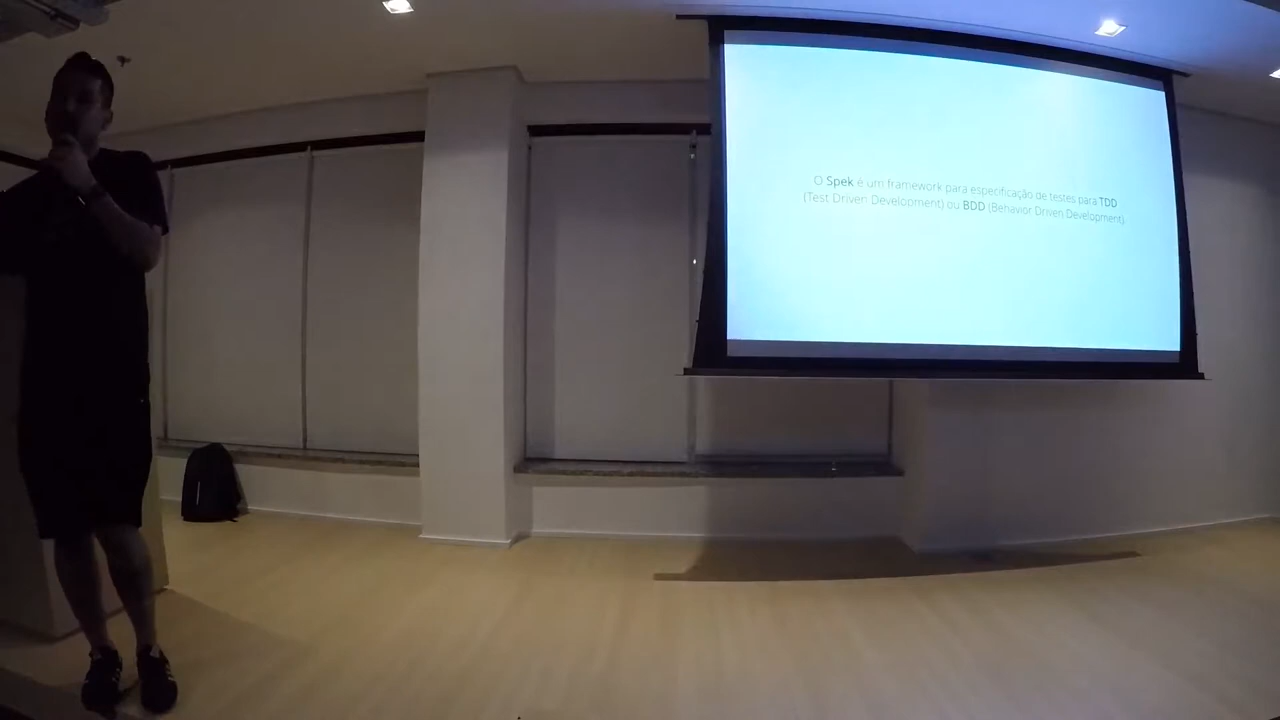 O Spek é um framework para especificação de testes para TDD
(Test Driven Development) ou BDD (Behavior Driven Development)